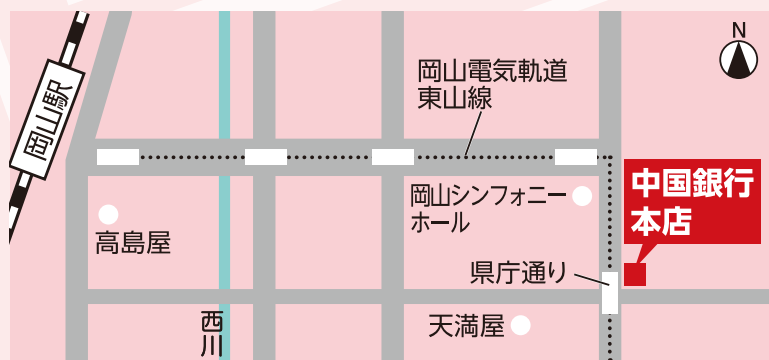 N
岡山駅
岡山電気軌道
東山線
中国銀行
本店
岡山シンフォニー
ホール
高島屋
県庁通り
天満屋
西川